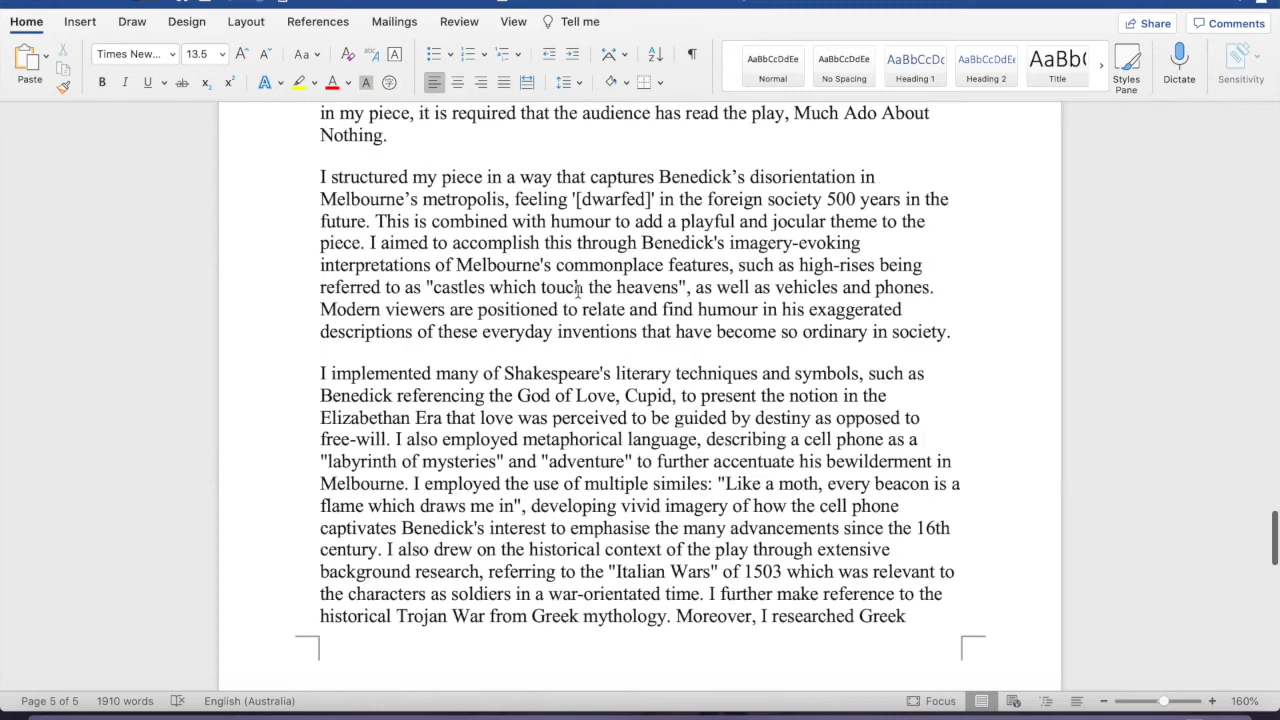 Home Insert Draw Design Layout References Mailings Review View Tell me Share Comments
Times New... 13.5 Aa
Paste
AaBbCcDdEe AaBbCcDdEe AaBbCcDc AaBbCcDdEe AaBbC
Normal No Spacing Heading 1 Heading 2 Title Styles Pane Dictate Sensitivity
in my piece, it is required that the audience has read the play, Much Ado About
Nothing.
I structured my piece in a way that captures Benedick’s disorientation in
Melbourne’s metropolis, feeling '[dwarfed]' in the foreign society 500 years in the
future. This is combined with humour to add a playful and jocular theme to the
piece. I aimed to accomplish this through Benedick's imagery-evoking
interpretations of Melbourne's commonplace features, such as high-rises being
referred to as "castles which touch the heavens", as well as vehicles and phones.
Modern viewers are positioned to relate and find humour in his exaggerated
descriptions of these everyday inventions that have become so ordinary in society.
I implemented many of Shakespeare's literary techniques and symbols, such as
Benedick referencing the God of Love, Cupid, to present the notion in the
Elizabethan Era that love was perceived to be guided by destiny as opposed to
free-will. I also employed metaphorical language, describing a cell phone as a
"labyrinth of mysteries" and "adventure" to further accentuate his bewilderment in
Melbourne. I employed the use of multiple similes: "Like a moth, every beacon is a
flame which draws me in", developing vivid imagery of how the cell phone
captivates Benedick's interest to emphasise the many advancements since the 16th
century. I also drew on the historical context of the play through extensive
background research, referring to the "Italian Wars" of 1503 which was relevant to
the characters as soldiers in a war-orientated time. I further make reference to the
historical Trojan War from Greek mythology. Moreover, I researched Greek
Page 5 of 5 1910 words English (Australia) Focus 160%